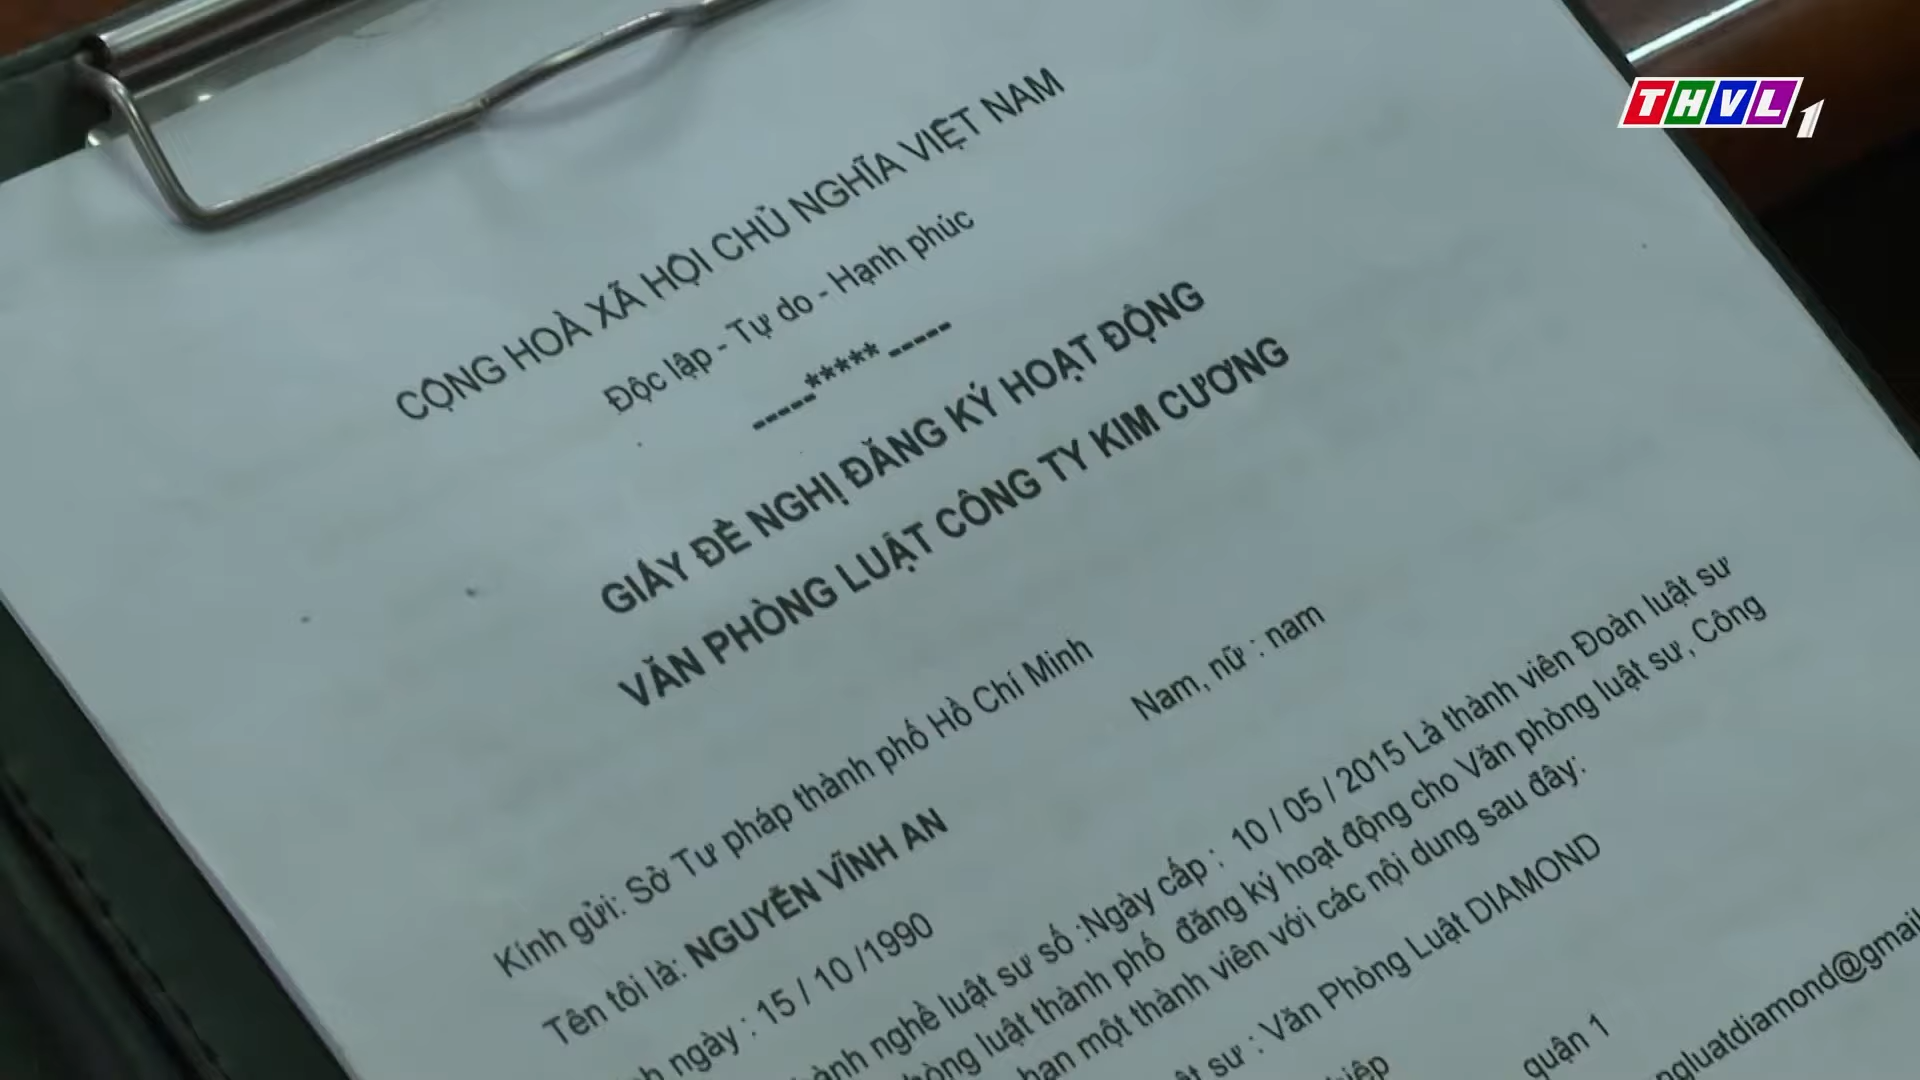 THVL1
CỘNG HOÀ XÃ HỘI CHỦ NGHĨA VIỆT NAM
Độc lập - Tự do - Hạnh phúc
-----***** -----
GIẤY ĐỀ NGHỊ ĐĂNG KÝ HOẠT ĐỘNG
VĂN PHÒNG LUẬT CÔNG TY KIM CƯƠNG
Kính gửi: Sở Tư pháp thành phố Hồ Chí Minh
Tên tôi là: NGUYỄN VĨNH AN Nam, nữ : nam
ngày : 15 / 10 /1990
nghề luật sư số :Ngày cấp : 10 / 05 / 2015 Là thành viên Đoàn luật sư
luật thành phố đăng ký hoạt động cho Văn phòng luật sư, Công
một thành viên với các nội dung sau đây:
sư : Văn Phòng Luật DIAMOND
quận 1
ngluatdiamond@gmail